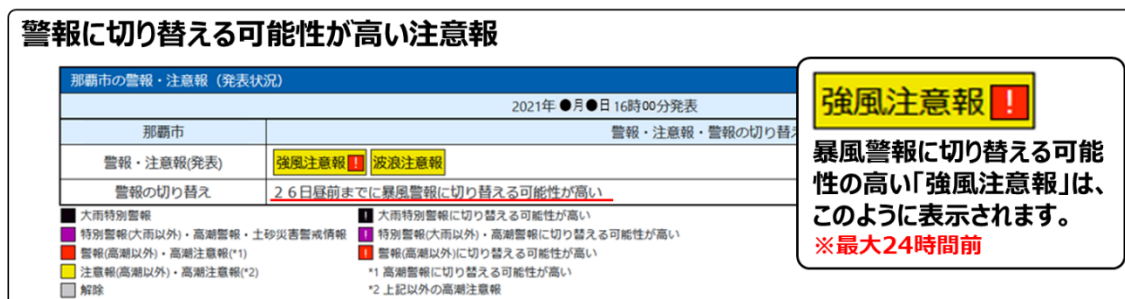 警報に切り替える可能性が高い注意報
那覇市の警報・注意報（発表状況）
2021年 ●月●日 16時00分発表
那覇市
警報・注意報・警報の切り替
警報・注意報(発表)
強風注意報! 波浪注意報
警報の切り替え
２６日昼前までに暴風警報に切り替える可能性が高い
大雨特別警報
! 大雨特別警報に切り替える可能性が高い
特別警報(大雨以外)・高潮警報・土砂災害警戒情報
! 特別警報(大雨以外)・高潮警報に切り替える可能性が高い
警報(高潮以外)・高潮注意報(*1)
! 警報(高潮以外)に切り替える可能性が高い
注意報(高潮以外)・高潮注意報(*2)
*1 高潮警報に切り替える可能性が高い
解除
*2 上記以外の高潮注意報
強風注意報!
暴風警報に切り替える可能
性の高い「強風注意報」は、
このように表示されます。
※最大24時間前